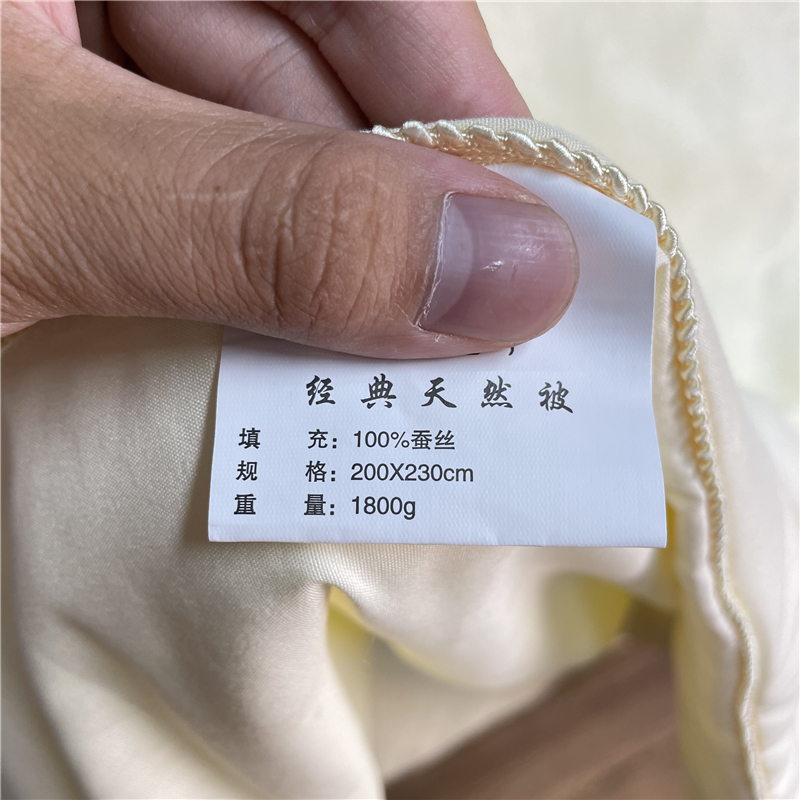 经典天然被
填 充：100%蚕丝
规 格：200X230cm
重 量：1800g